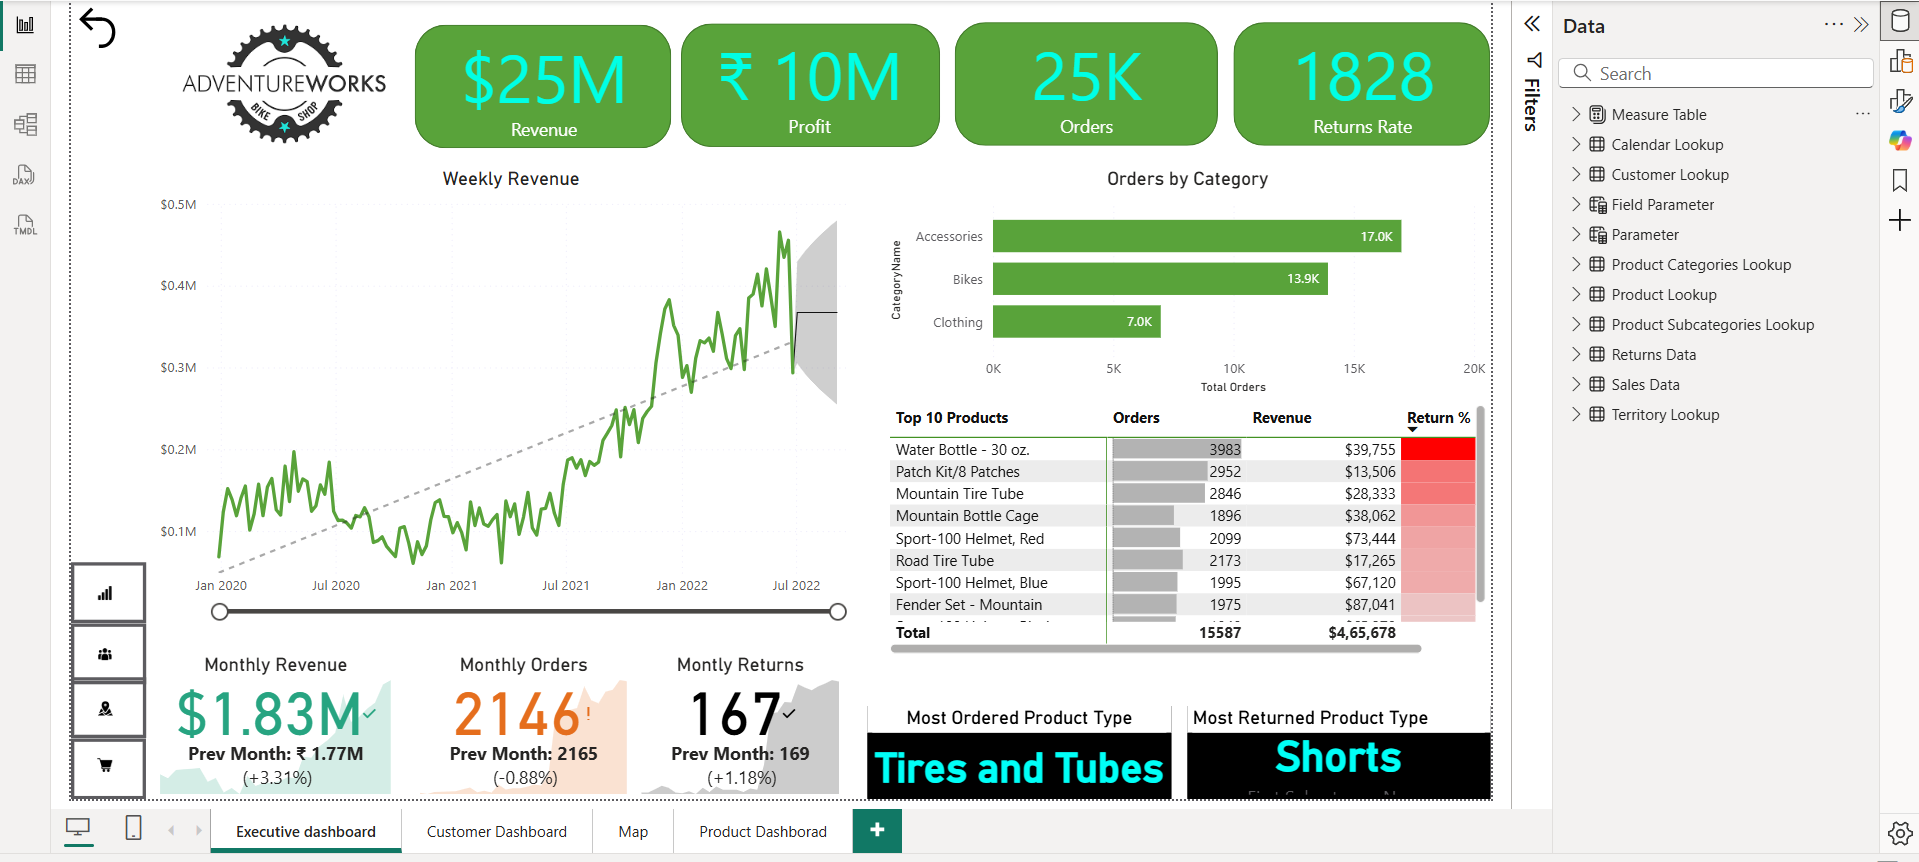 ADVENTUREWORKS
BIKE SHOP
$25M
Revenue
₹ 10M
Profit
25K
Orders
1828
Returns Rate
Weekly Revenue
$0.5M
$0.4M
$0.3M
$0.2M
$0.1M
Jan 2020 Jul 2020 Jan 2021 Jul 2021 Jan 2022 Jul 2022
Orders by Category
CategoryName
Accessories 17.0K
Bikes 13.9K
Clothing 7.0K
0K 5K 10K 15K 20K
Total Orders
Top 10 Products Orders Revenue Return %
Water Bottle - 30 oz. 3983 $39,755
Patch Kit/8 Patches 2952 $13,506
Mountain Tire Tube 2846 $28,333
Mountain Bottle Cage 1896 $38,062
Sport-100 Helmet, Red 2099 $73,444
Road Tire Tube 2173 $17,265
Sport-100 Helmet, Blue 1995 $67,120
Fender Set - Mountain 1975 $87,041
Total 15587 $4,65,678
Monthly Revenue
$1.83M
Prev Month: ₹ 1.77M
(+3.31%)
Monthly Orders
2146!
Prev Month: 2165
(-0.88%)
Montly Returns
167
Prev Month: 169
(+1.18%)
Most Ordered Product Type
Tires and Tubes
Most Returned Product Type
Shorts
Executive dashboard
Customer Dashboard
Map
Product Dashborad
+
DAX
TMDL
Filters
Data
Search
Measure Table
Calendar Lookup
Customer Lookup
Field Parameter
Parameter
Product Categories Lookup
Product Lookup
Product Subcategories Lookup
Returns Data
Sales Data
Territory Lookup